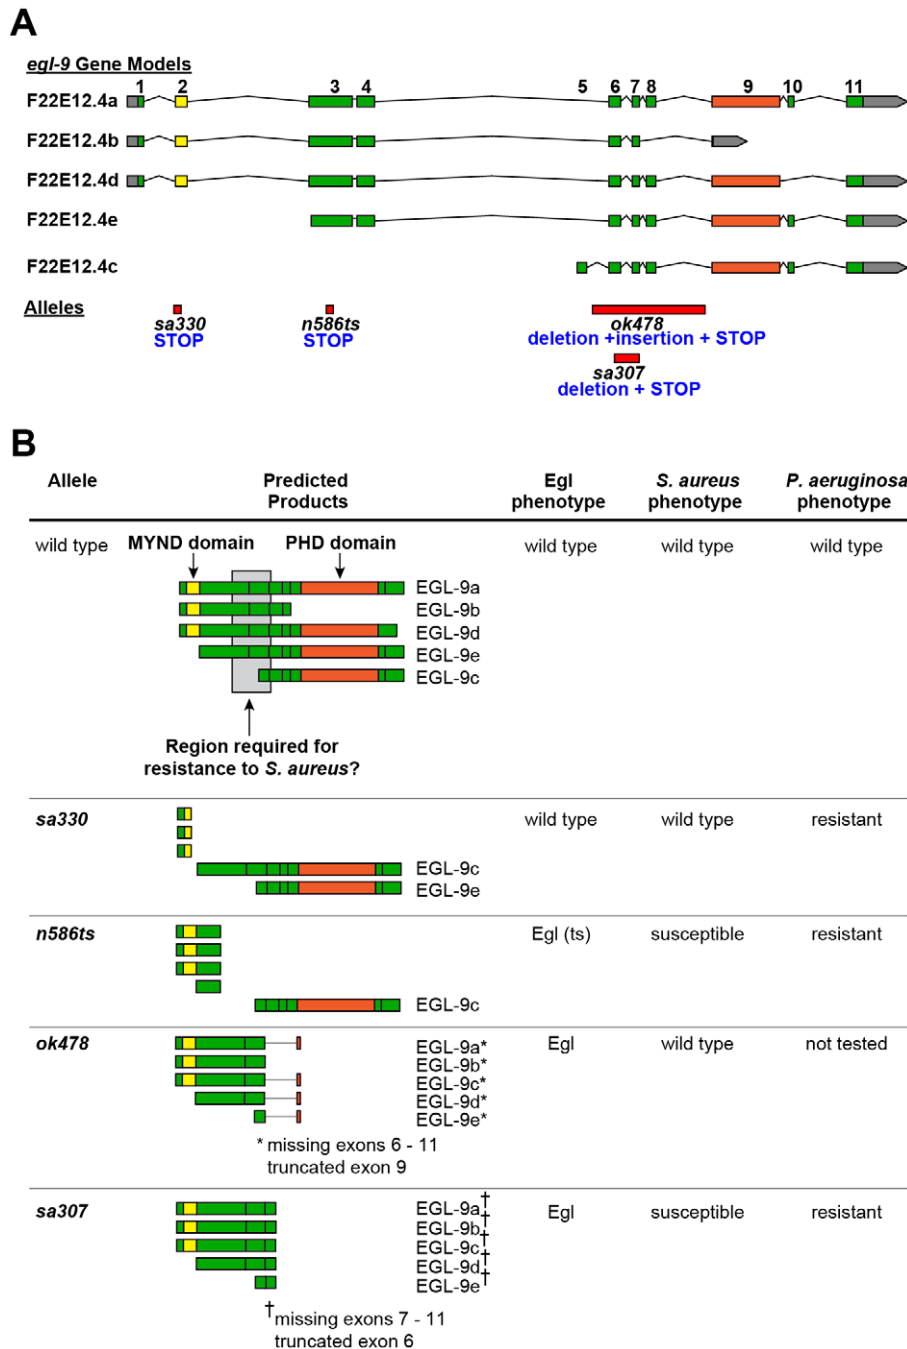 A
egl-9 Gene Models
1 2 3 4 5 6 7 8 9 10 11
F22E12.4a
F22E12.4b
F22E12.4d
F22E12.4e
F22E12.4c
Alleles
sa330
STOP
n586ts
STOP
ok478
deletion +insertion + STOP
sa307
deletion + STOP
B
Allele Predicted Products Egl phenotype S. aureus phenotype P. aeruginosa phenotype
wild type MYND domain PHD domain wild type wild type wild type
EGL-9a
EGL-9b
EGL-9d
EGL-9e
EGL-9c
Region required for
resistance to S. aureus?
sa330 wild type wild type resistant
EGL-9c
EGL-9e
n586ts Egl (ts) susceptible resistant
EGL-9c
ok478 Egl wild type not tested
EGL-9a*
EGL-9b*
EGL-9c*
EGL-9d*
EGL-9e*
* missing exons 6 - 11
truncated exon 9
sa307 Egl susceptible resistant
EGL-9a†
EGL-9b†
EGL-9c†
EGL-9d†
EGL-9e†
† missing exons 7 - 11
truncated exon 6